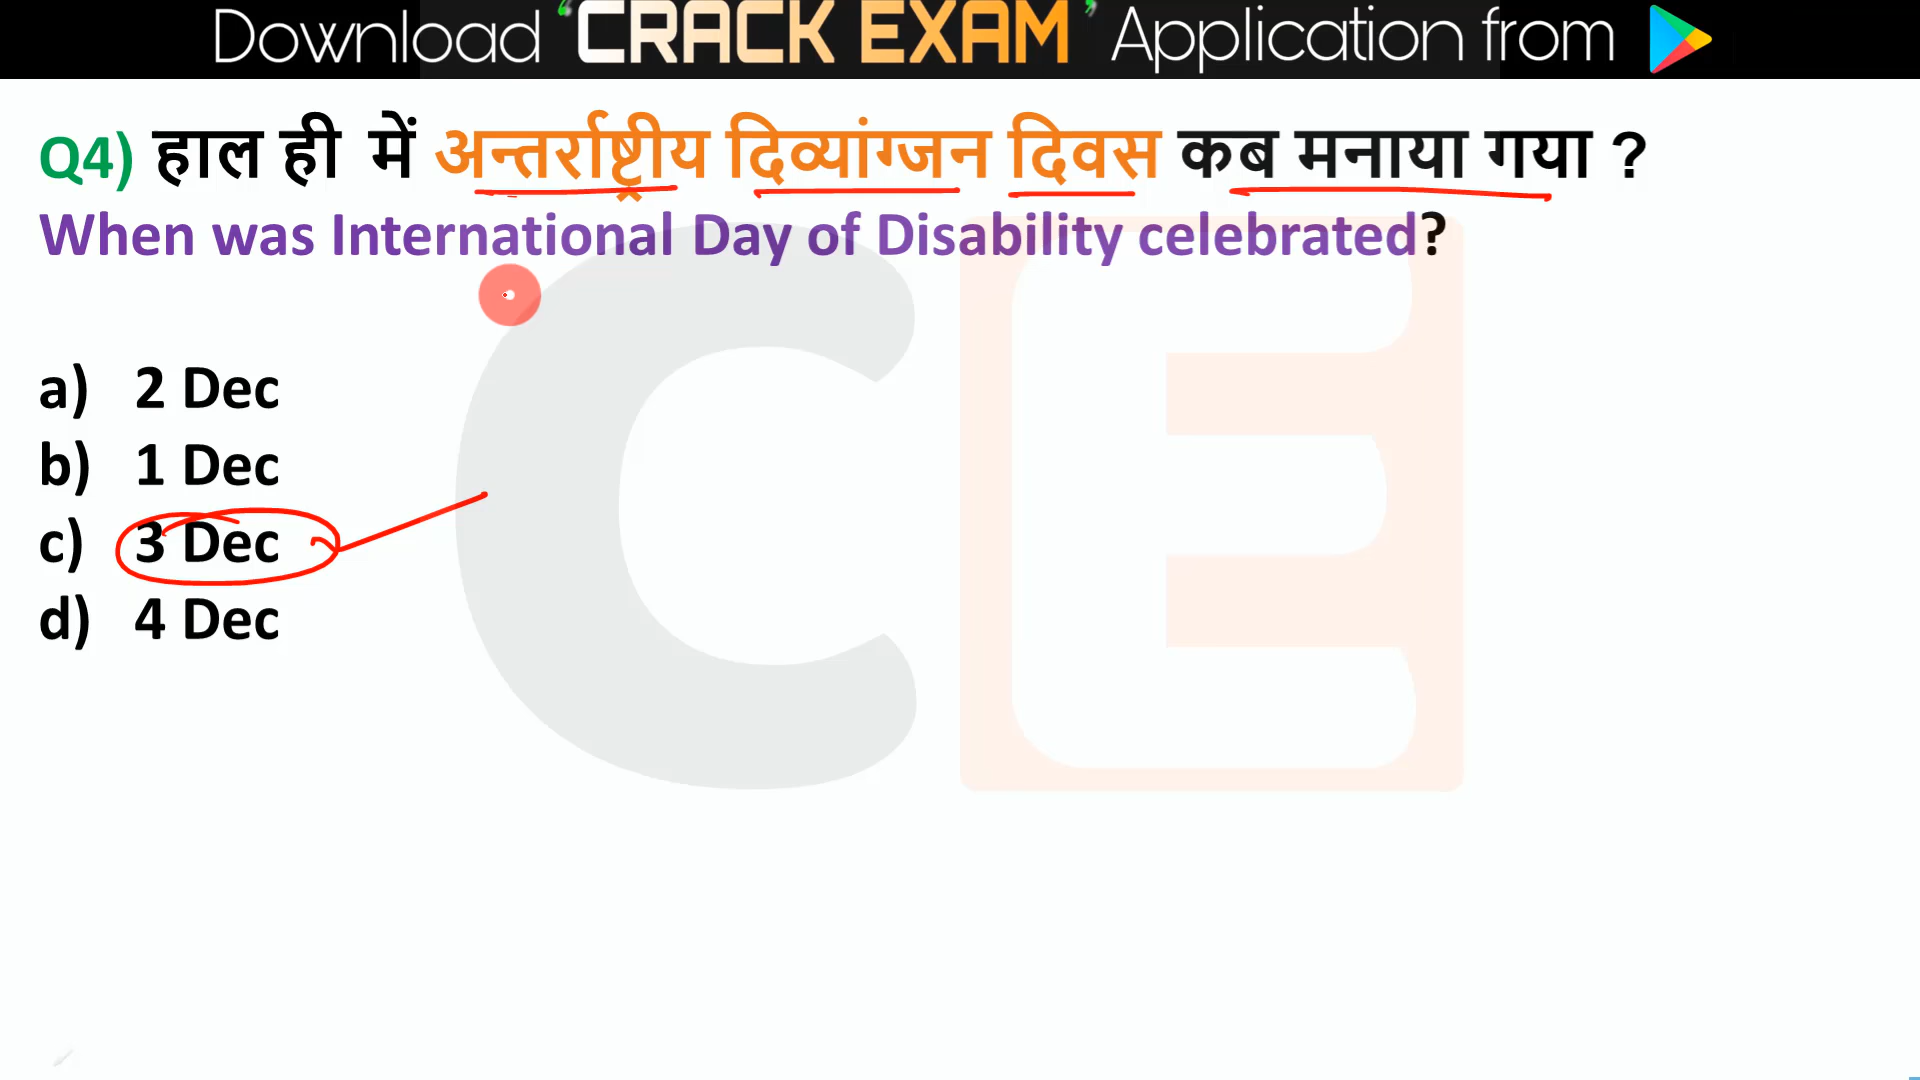 Download ‘CRACK EXAM’ Application from
Q4) हाल ही में अन्तर्राष्ट्रीय दिव्यांग्जन दिवस कब मनाया गया ?
When was International Day of Disability celebrated?
a) 2 Dec
b) 1 Dec
c) 3 Dec
d) 4 Dec
CE